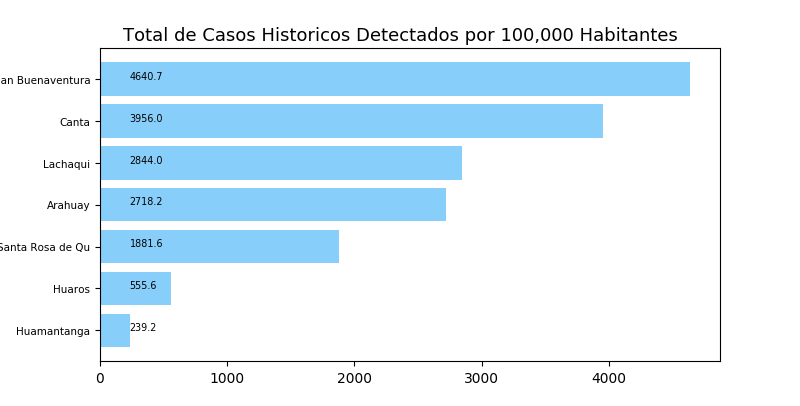 Total de Casos Historicos Detectados por 100,000 Habitantes
an Buenaventura 4640.7
Canta 3956.0
Lachaqui 2844.0
Arahuay 2718.2
Santa Rosa de Qu 1881.6
Huaros 555.6
Huamantanga 239.2
0 1000 2000 3000 4000